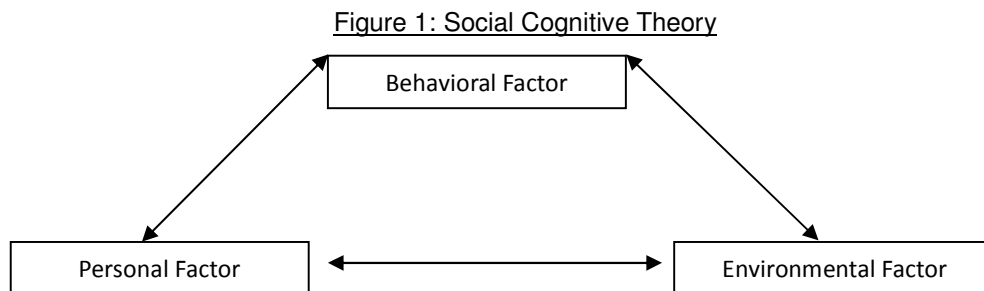 Figure 1: Social Cognitive Theory
Behavioral Factor
Personal Factor
Environmental Factor